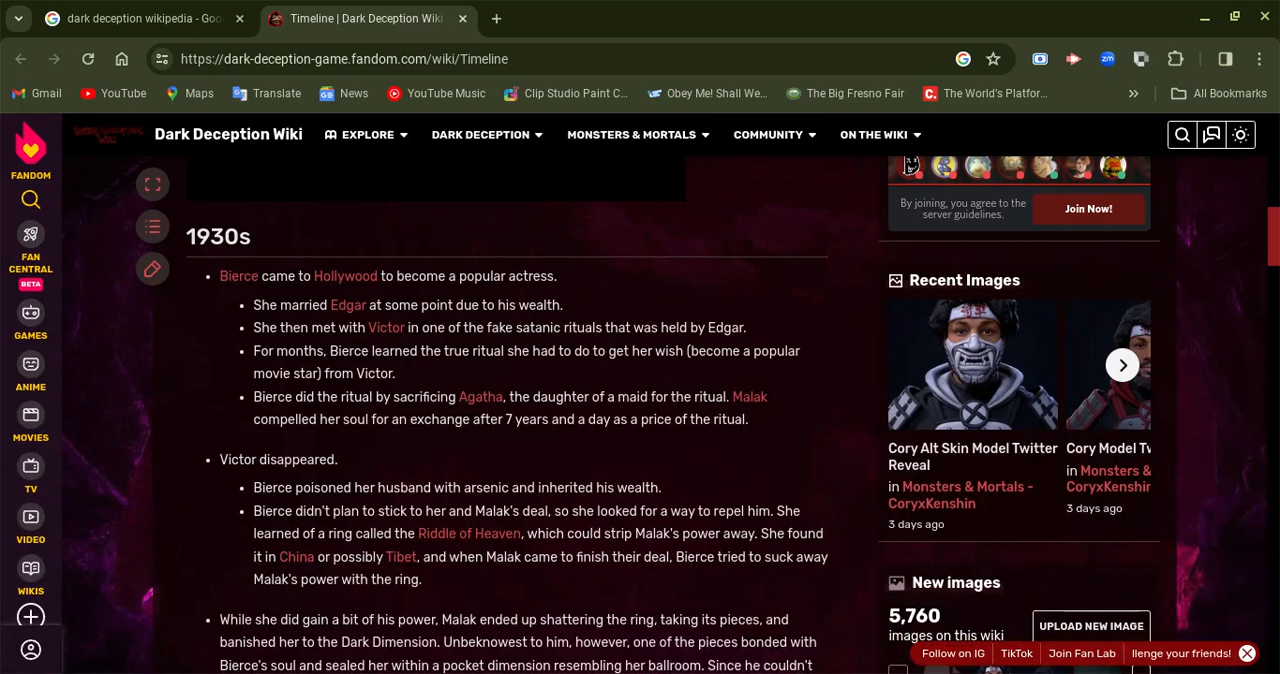 dark deception wikipedia - Goo
Timeline | Dark Deception Wiki
https://dark-deception-game.fandom.com/wiki/Timeline
Gmail
YouTube
Maps
Translate
News
YouTube Music
Clip Studio Paint C...
Obey Me! Shall We...
The Big Fresno Fair
The World's Platfor...
All Bookmarks
FANDOM
FAN CENTRAL
BETA
GAMES
ANIME
MOVIES
TV
VIDEO
WIKIS
Dark Deception Wiki
EXPLORE
DARK DECEPTION
MONSTERS & MORTALS
COMMUNITY
ON THE WIKI
1930s
Bierce came to Hollywood to become a popular actress.
She married Edgar at some point due to his wealth.
She then met with Victor in one of the fake satanic rituals that was held by Edgar.
For months, Bierce learned the true ritual she had to do to get her wish (become a popular
movie star) from Victor.
Bierce did the ritual by sacrificing Agatha, the daughter of a maid for the ritual. Malak
compelled her soul for an exchange after 7 years and a day as a price of the ritual.
Victor disappeared.
Bierce poisoned her husband with arsenic and inherited his wealth.
Bierce didn't plan to stick to her and Malak's deal, so she looked for a way to repel him. She
learned of a ring called the Riddle of Heaven, which could strip Malak's power away. She found
it in China or possibly Tibet, and when Malak came to finish their deal, Bierce tried to suck away
Malak's power with the ring.
While she did gain a bit of his power, Malak ended up shattering the ring, taking its pieces, and
banished her to the Dark Dimension. Unbeknowest to him, however, one of the pieces bonded with
Bierce's soul and sealed her within a pocket dimension resembling her ballroom. Since he couldn't
By joining, you agree to the
server guidelines.
Join Now!
Recent Images
Cory Alt Skin Model Twitter
Reveal
in Monsters & Mortals -
CoryxKenshin
3 days ago
Cory Model Tw
in Monsters &
CoryxKenshin
3 days ago
New images
5,760
images on this wiki
UPLOAD NEW IMAGE
Follow on IG
TikTok
Join Fan Lab
llenge your friends!